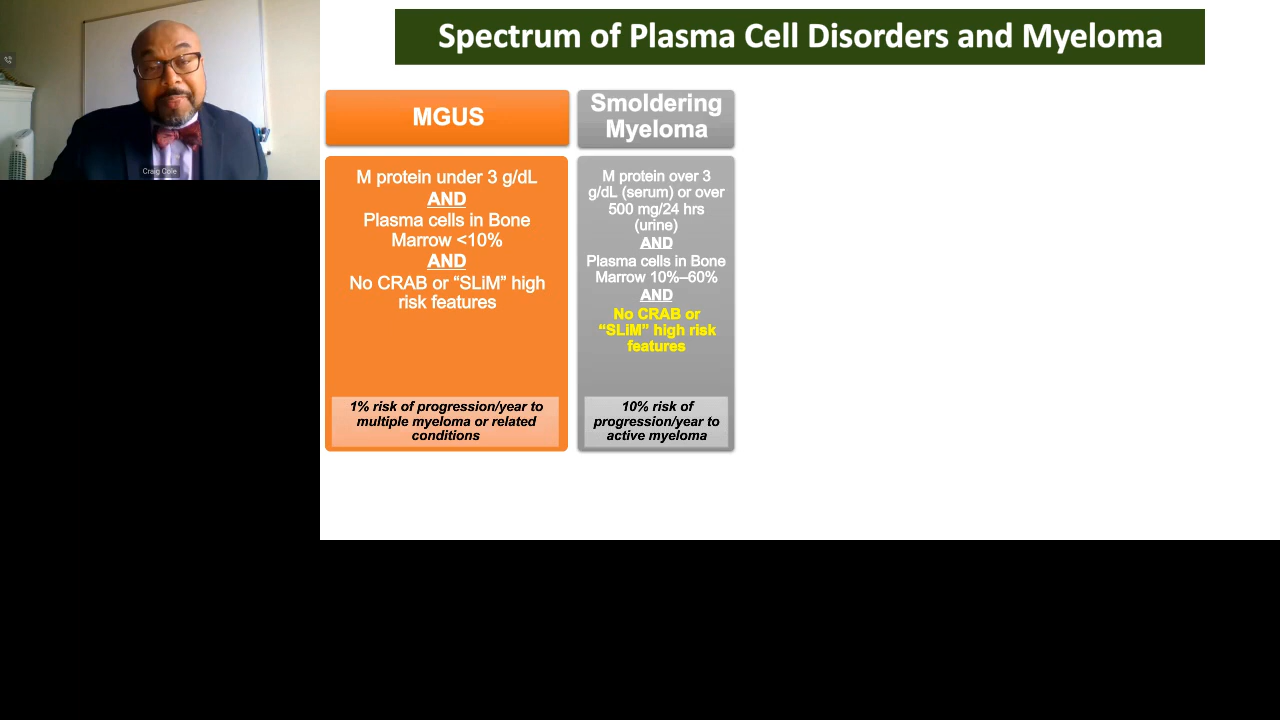 Spectrum of Plasma Cell Disorders and Myeloma
Craig Cole
MGUS
M protein under 3 g/dL
AND
Plasma cells in Bone
Marrow <10%
AND
No CRAB or “SLiM” high
risk features
1% risk of progression/year to
multiple myeloma or related
conditions
Smoldering
Myeloma
M protein over 3
g/dL (serum) or over
500 mg/24 hrs
(urine)
AND
Plasma cells in Bone
Marrow 10%–60%
AND
No CRAB or
“SLiM” high risk
features
10% risk of
progression/year to
active myeloma